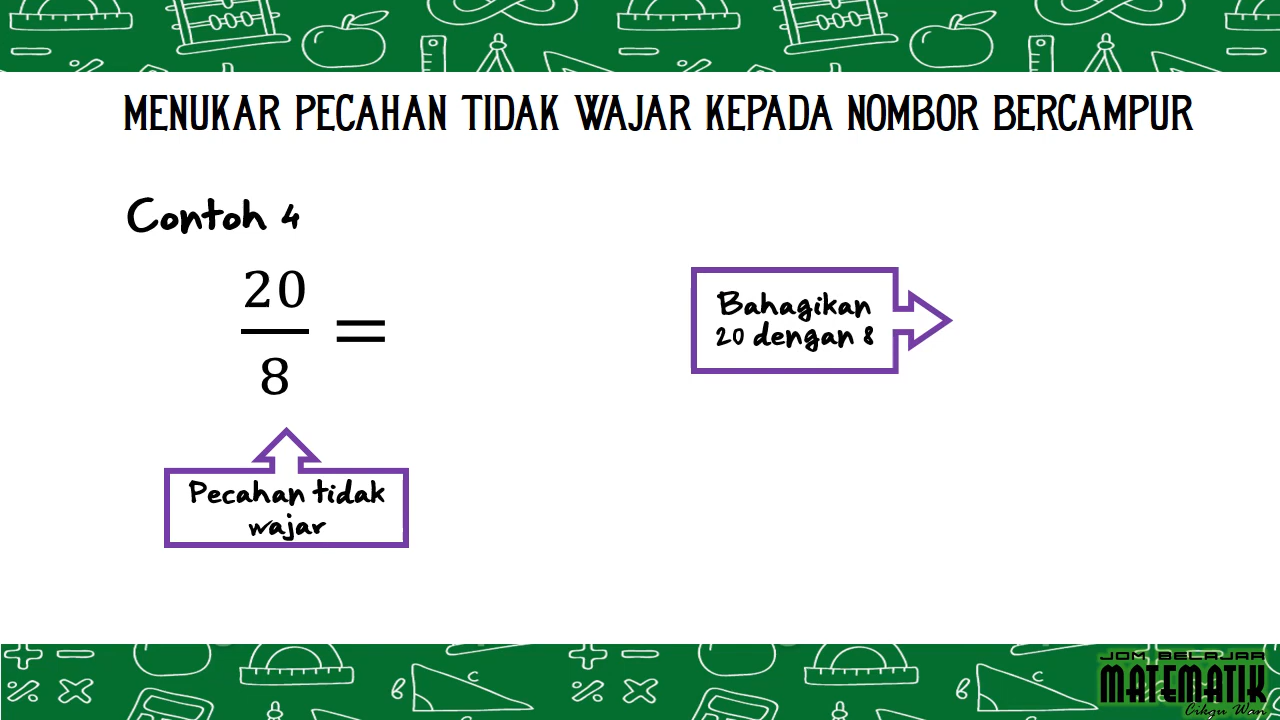 MENUKAR PECAHAN TIDAK WAJAR KEPADA NOMBOR BERCAMPUR
Contoh 4
20
8
=
Pecahan tidak
wajar
Bahagikan
20 dengan 8
b
c
b
c
JOM BELAJAR
MATEMATIK
Cikgu Wan